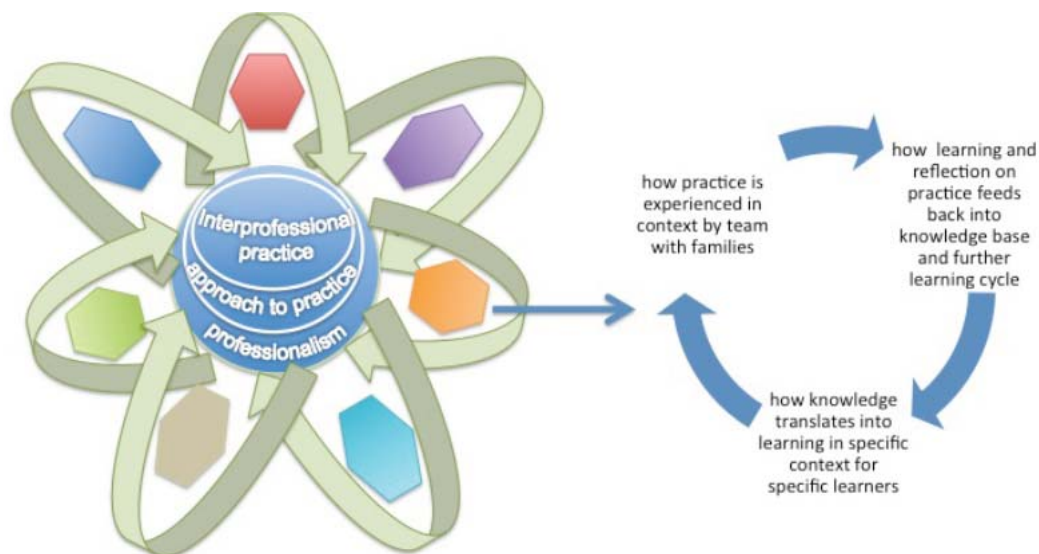 Interprofessional
practice
approach to practice
professionalism
how practice is
experienced in
context by team
with families
how learning and
reflection on
practice feeds
back into
knowledge base
and further
learning cycle
how knowledge
translates into
learning in specific
context for
specific learners